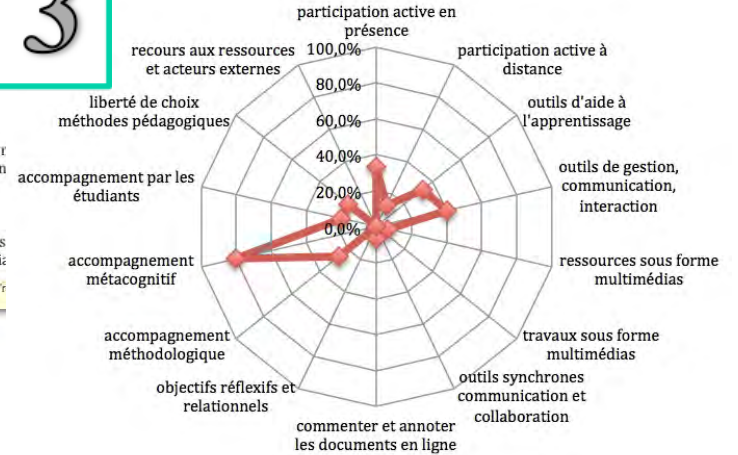 3
participation active en
présence
participation active à
distance
outils d'aide à
l'apprentissage
outils de gestion,
communication,
interaction
ressources sous forme
multimédias
travaux sous forme
multimédias
outils synchrones
communication et
collaboration
commenter et annoter
les documents en ligne
objectifs réflexifs et
relationnels
accompagnement
méthodologique
accompagnement
métacognitif
accompagnement par les
étudiants
liberté de choix
méthodes pédagogiques
recours aux ressources
et acteurs externes
100,0%
80,0%
60,0%
40,0%
20,0%
0,0%